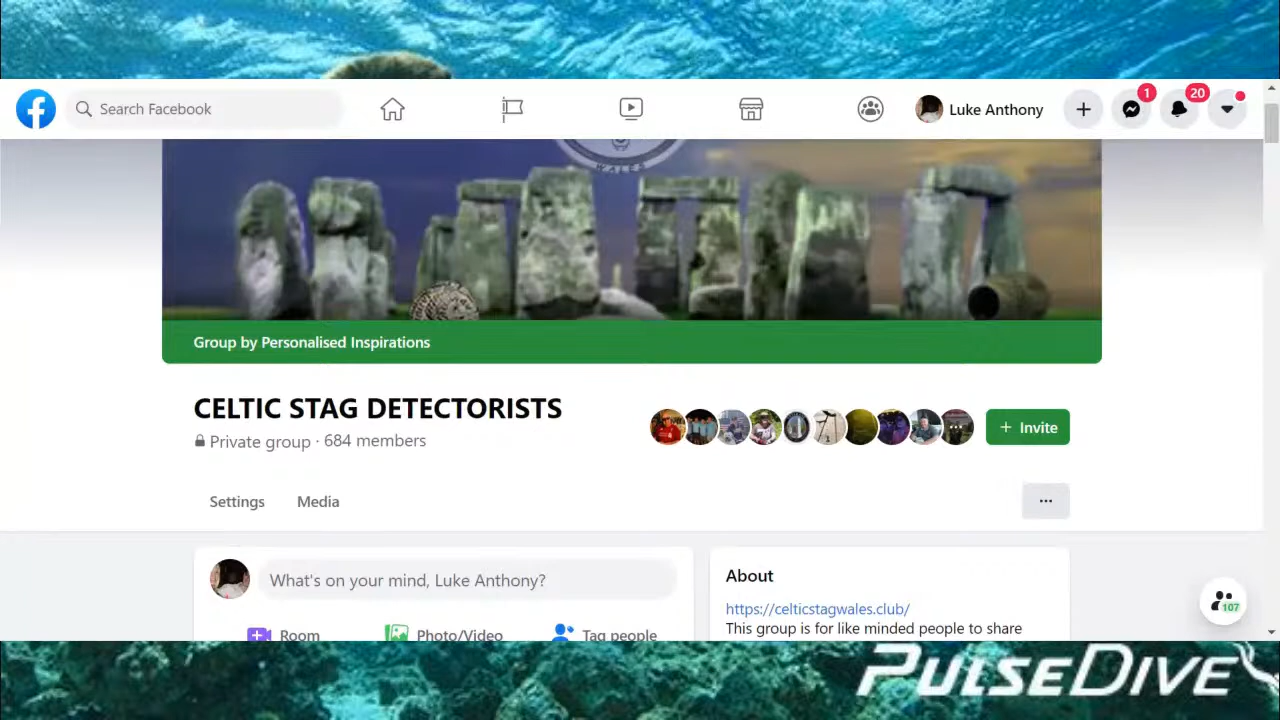 Search Facebook
Luke Anthony
1
20
WALES
Group by Personalised Inspirations
CELTIC STAG DETECTORISTS
Private group · 684 members
+ Invite
Settings
Media
What's on your mind, Luke Anthony?
Room
Photo/Video
Tag people
About
https://celticstagwales.club/
This group is for like minded people to share
107
PULSEDIVE